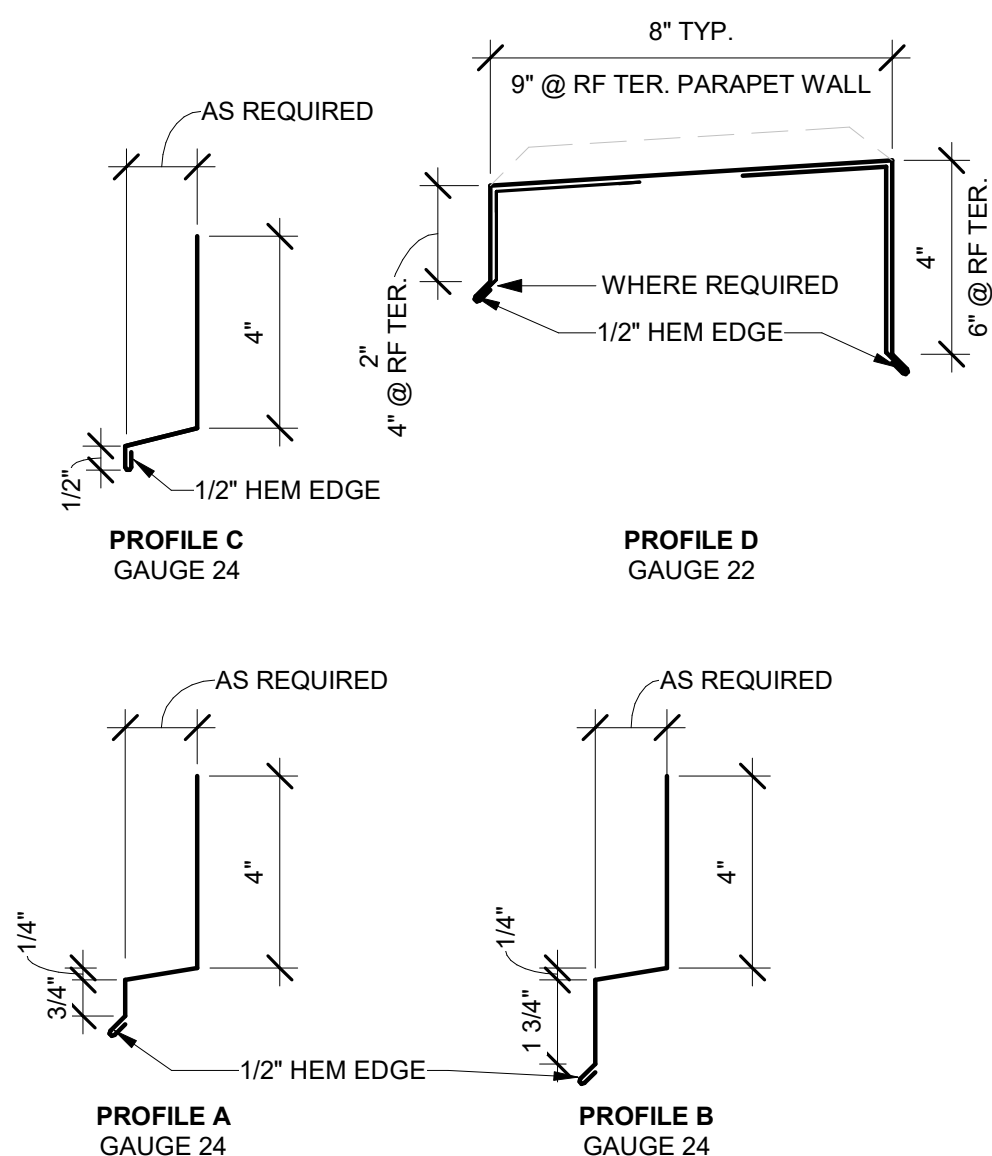 8" TYP.
9" @ RF TER. PARAPET WALL
AS REQUIRED
4"
1/2"
1/2" HEM EDGE
PROFILE C
GAUGE 24
2"
4" @ RF TER.
WHERE REQUIRED
1/2" HEM EDGE
4"
6" @ RF TER.
PROFILE D
GAUGE 22
AS REQUIRED
4"
1/4"
3/4"
1/2" HEM EDGE
PROFILE A
GAUGE 24
AS REQUIRED
4"
1/4"
1 3/4"
PROFILE B
GAUGE 24